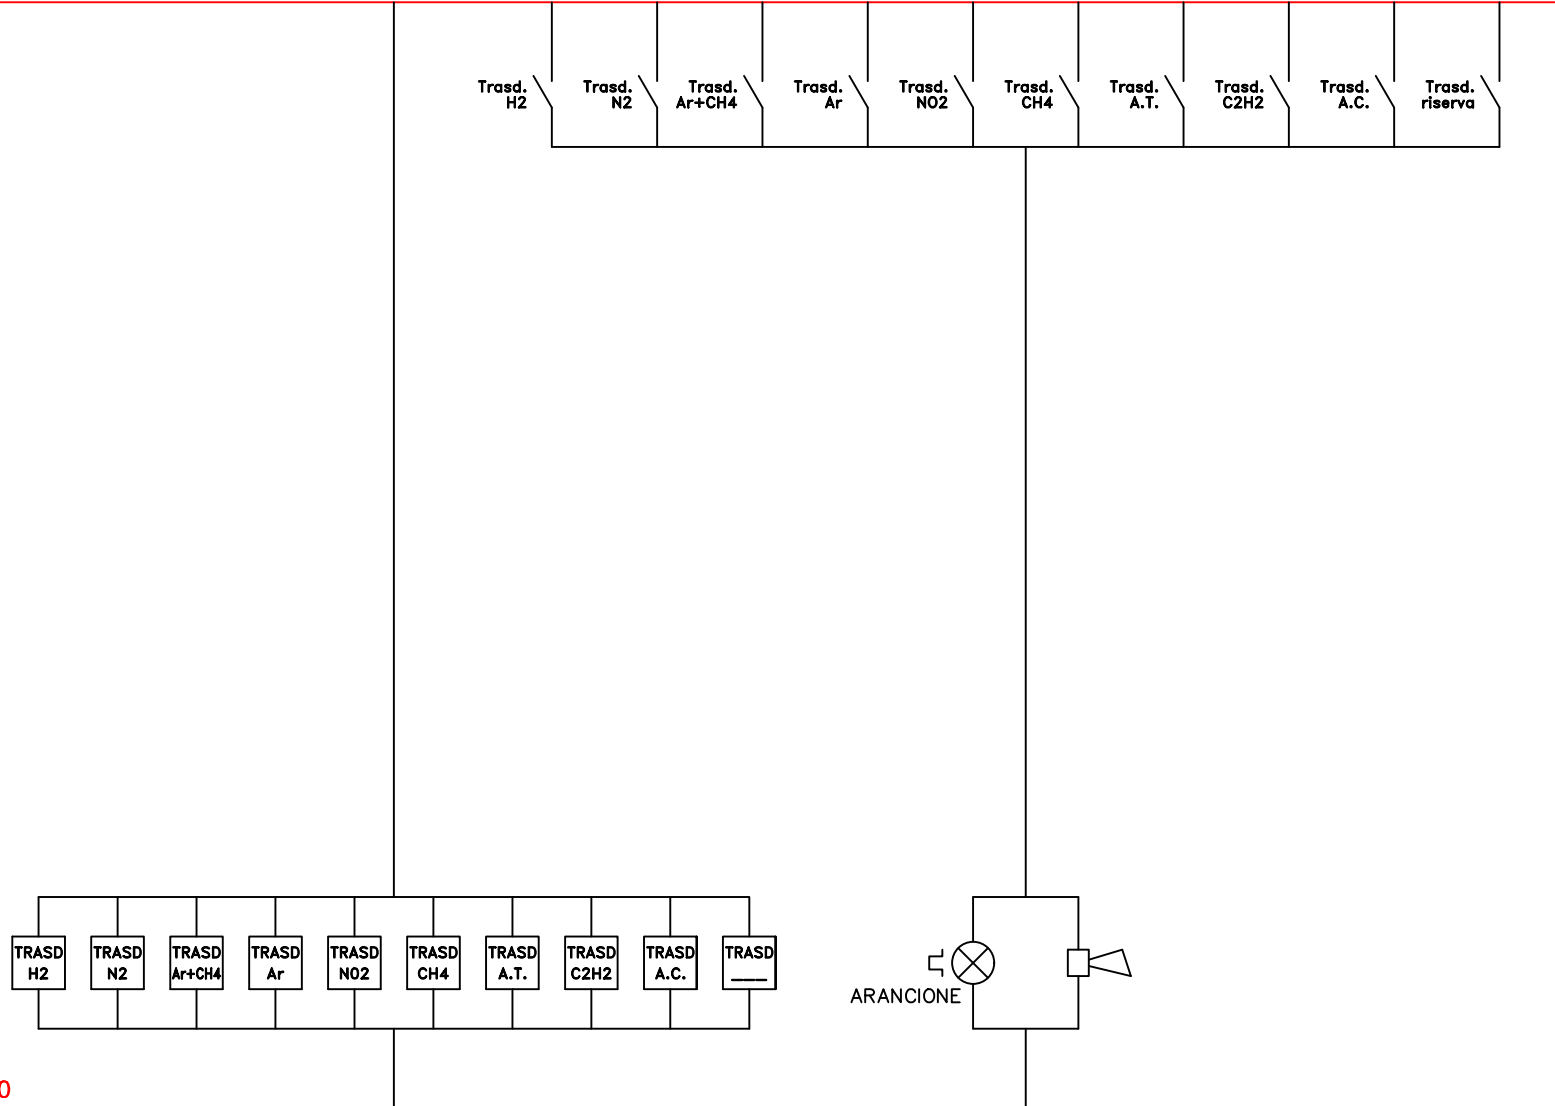 Trasd.
H2
Trasd.
N2
Trasd.
Ar+CH4
Trasd.
Ar
Trasd.
NO2
Trasd.
CH4
Trasd.
A.T.
Trasd.
C2H2
Trasd.
A.C.
Trasd.
riserva
TRASD
H2
TRASD
N2
TRASD
Ar+CH4
TRASD
Ar
TRASD
NO2
TRASD
CH4
TRASD
A.T.
TRASD
C2H2
TRASD
A.C.
TRASD
___
ARANCIONE
0